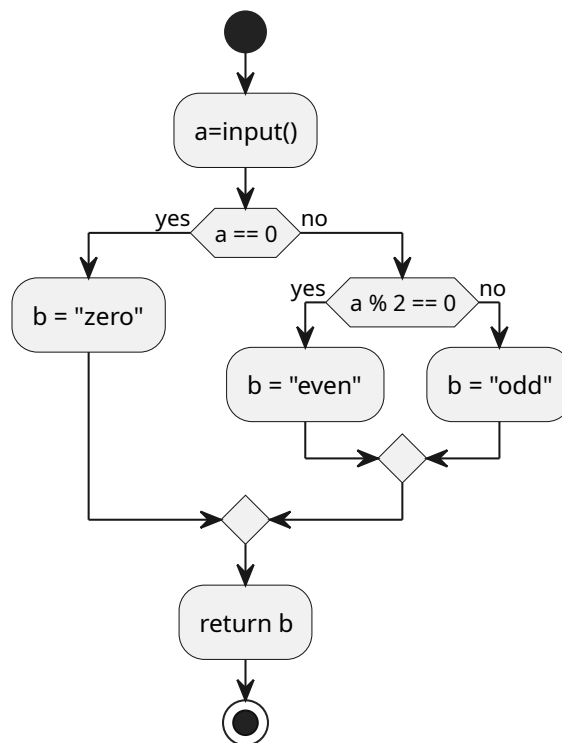 a=input()
yes
a == 0
no
b = "zero"
yes
a % 2 == 0
no
b = "even"
b = "odd"
return b